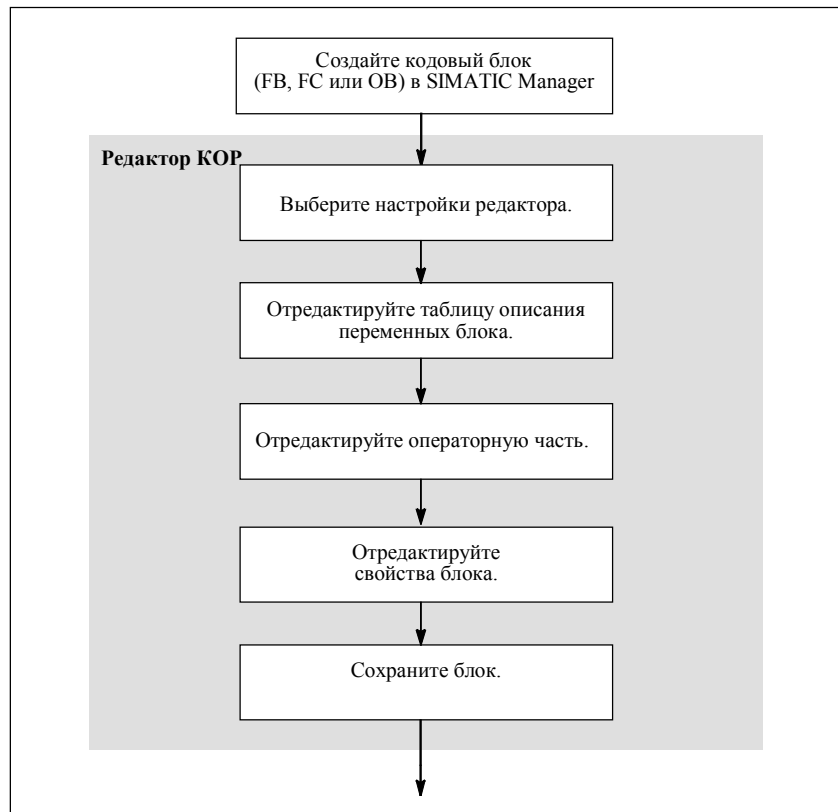 Создайте кодовый блок
(FB, FC или OB) в SIMATIC Manager
Редактор КОР
Выберите настройки редактора.
Отредактируйте таблицу описания
переменных блока.
Отредактируйте операторную часть.
Отредактируйте
свойства блока.
Сохраните блок.